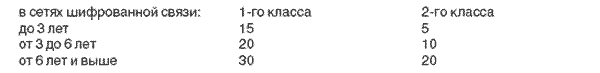 в сетях шифрованной связи: 1-го класса 2-го класса
до 3 лет 15 5
от 3 до 6 лет 20 10
от 6 лет и выше 30 20